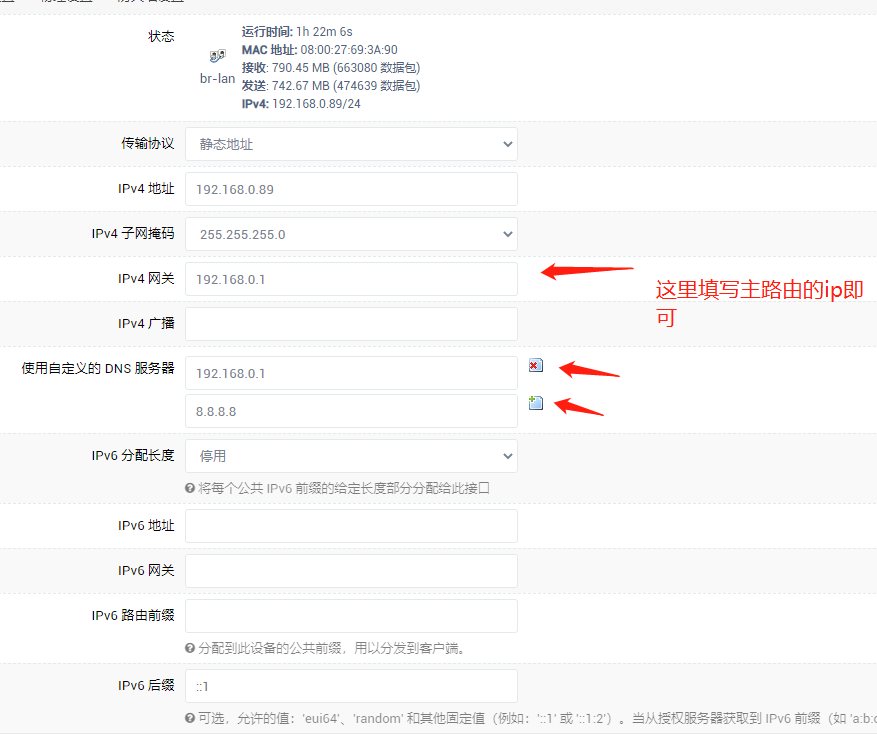 状态
运行时间: 1h 22m 6s
MAC 地址: 08:00:27:69:3A:90
接收: 790.45 MB (663080 数据包)
发送: 742.67 MB (474639 数据包)
IPv4: 192.168.0.89/24
br-lan
传输协议 静态地址
IPv4 地址 192.168.0.89
IPv4 子网掩码 255.255.255.0
IPv4 网关 192.168.0.1
这里填写主路由的ip即
可
IPv4 广播
使用自定义的 DNS 服务器 192.168.0.1
8.8.8.8
IPv6 分配长度 停用
将每个公共 IPv6 前缀的给定长度部分分配给此接口
IPv6 地址
IPv6 网关
IPv6 路由前缀
分配到此设备的公共前缀，用以分发到客户端。
IPv6 后缀 ::1
可选，允许的值：'eui64'、'random' 和其他固定值（例如：'::1' 或 '::1:2'）。当从授权服务器获取到 IPv6 前缀（如 'a:b:c